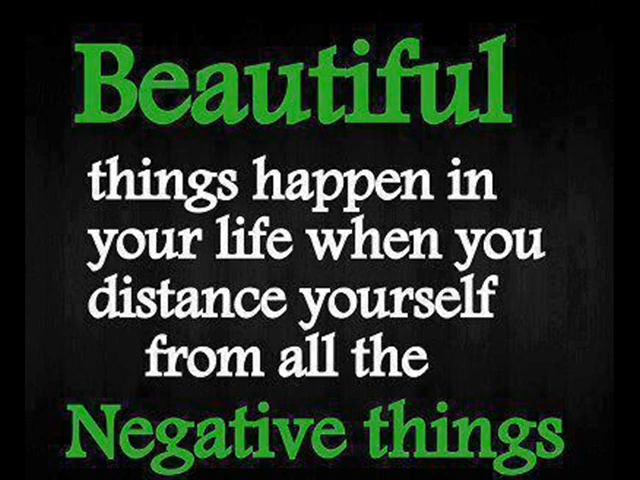 Beautiful
things happen in
your life when you
distance yourself
from all the
Negative things